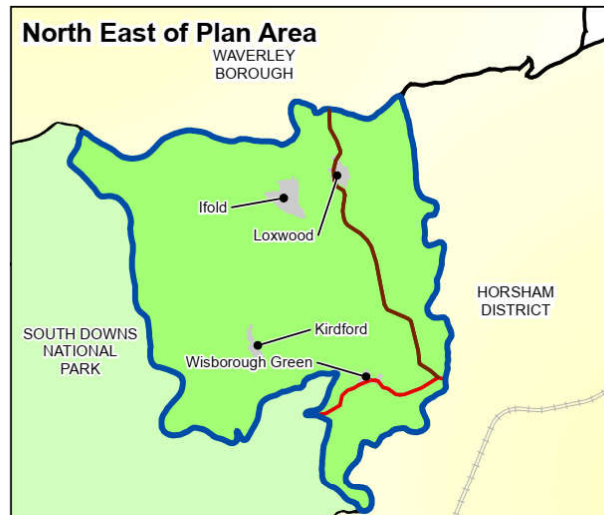 North East of Plan Area
WAVERLEY
BOROUGH
Ifold
Loxwood
HORSHAM
DISTRICT
SOUTH DOWNS
NATIONAL
PARK
Kirdford
Wisborough Green